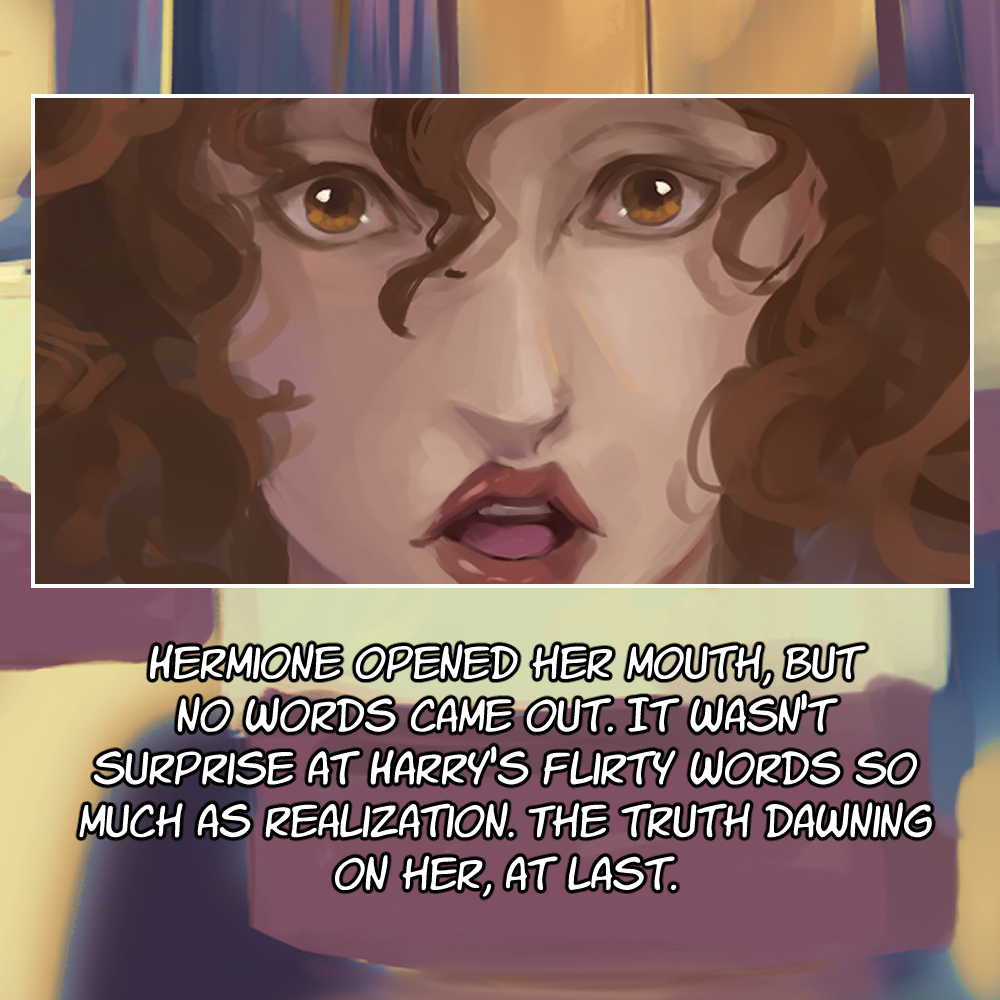 HERMIONE OPENED HER MOUTH, BUT
NO WORDS CAME OUT. IT WASN'T
SURPRISE AT HARRY'S FLIRTY WORDS SO
MUCH AS REALIZATION. THE TRUTH DAWNING
ON HER, AT LAST.